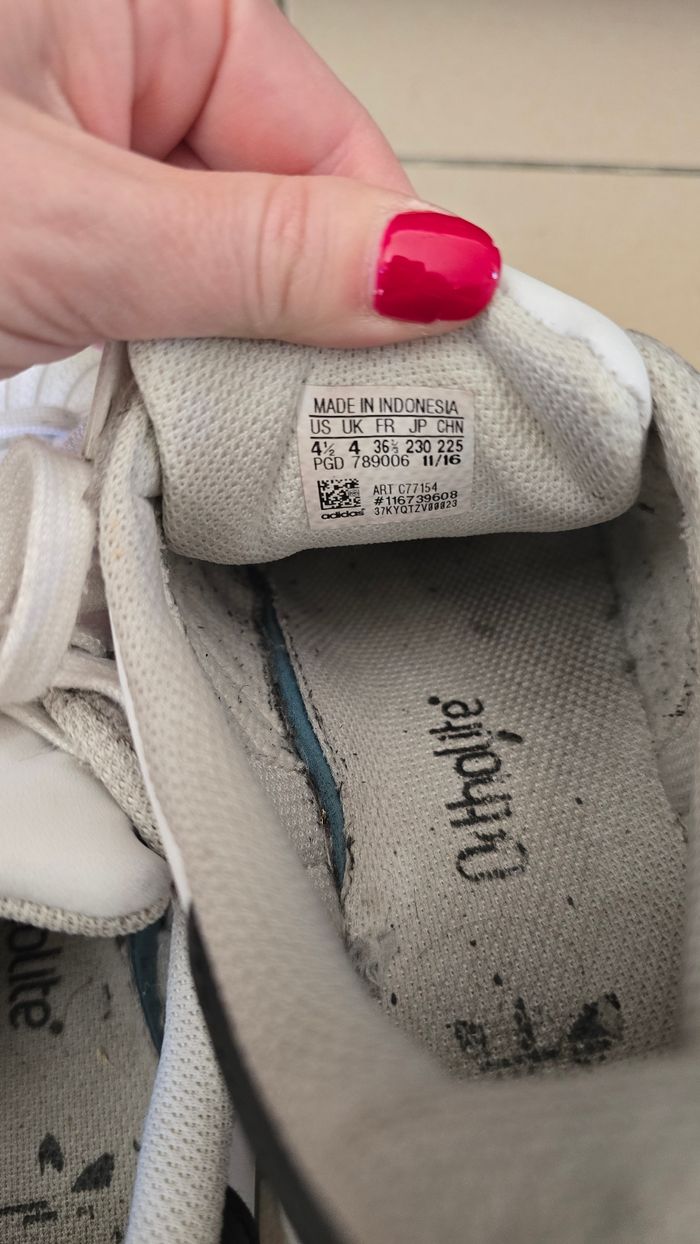 MADE IN INDONESIA
US UK FR JP CHN
4½ 4 36⅔ 230 225
PGD 789006 11/16
ART C77154
#116739608
37KYQTZV00023
adidas
Ortholite
olite